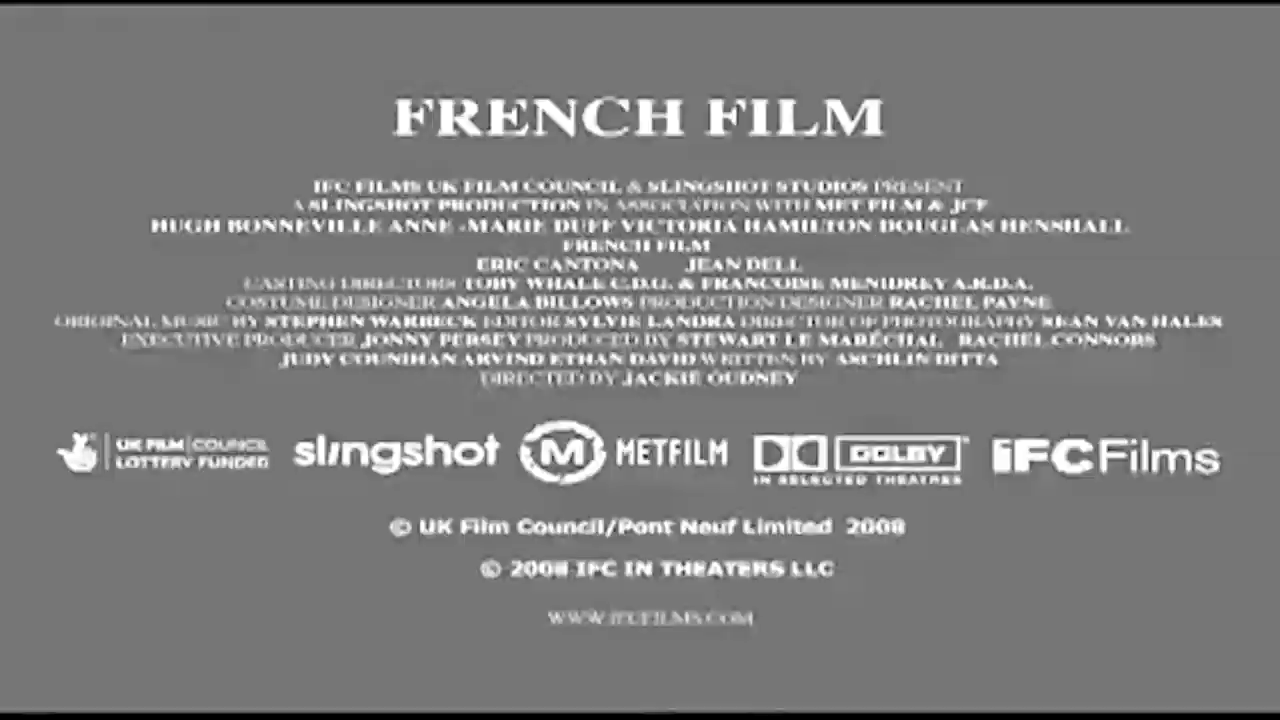 FRENCH FILM
IFC FILMS UK FILM COUNCIL & SLINGSHOT STUDIOS PRESENT
A SLINGSHOT PRODUCTION IN ASSOCIATION WITH MET FILM & JCF
HUGH BONNEVILLE ANNE -MARIE DUFF VICTORIA HAMILTON DOUGLAS HENSHALL
FRENCH FILM
ERIC CANTONA JEAN DELL
CASTING DIRECTORS TOBY WHALE C.D.G. & FRANCOISE MENIDREY A.R.D.A.
COSTUME DESIGNER ANGELA BILLOWS PRODUCTION DESIGNER RACHEL PAYNE
ORIGINAL MUSIC BY STEPHEN WARBECK EDITOR SYLVIE LANDRA DIRECTOR OF PHOTOGRAPHY SEAN VAN HALES
EXECUTIVE PRODUCER JONNY PERSEY PRODUCED BY STEWART LE MARÉCHAL RACHEL CONNORS
JUDY COUNIHAN ARVIND ETHAN DAVID WRITTEN BY ASCHLIN DITTA
DIRECTED BY JACKIE OUDNEY
UK FILM COUNCIL
LOTTERY FUNDED
slingshot
M METFILM
DOLBY
IN SELECTED THEATRES
IFC Films
© UK Film Council/Pont Neuf Limited 2008
© 2008 IFC IN THEATERS LLC
WWW.IFCFILMS.COM